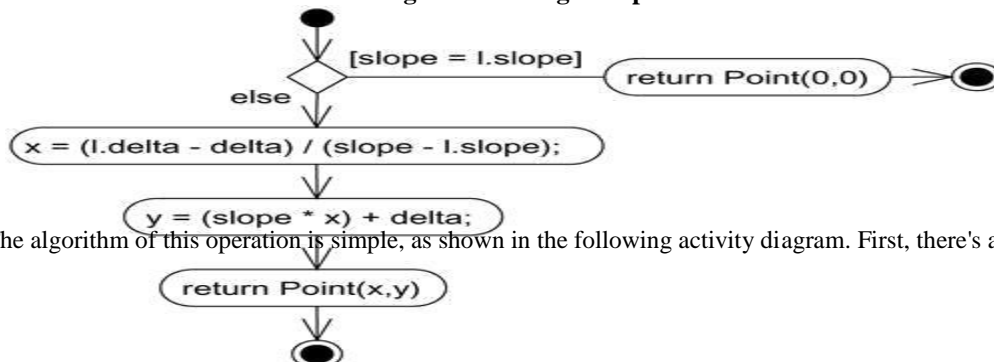 [slope = l.slope]
return Point(0,0)
else
x = (l.delta - delta) / (slope - l.slope);
y = (slope * x) + delta;
he algorithm of this operation is simple, as shown in the following activity diagram. First, there's a
return Point(x,y)